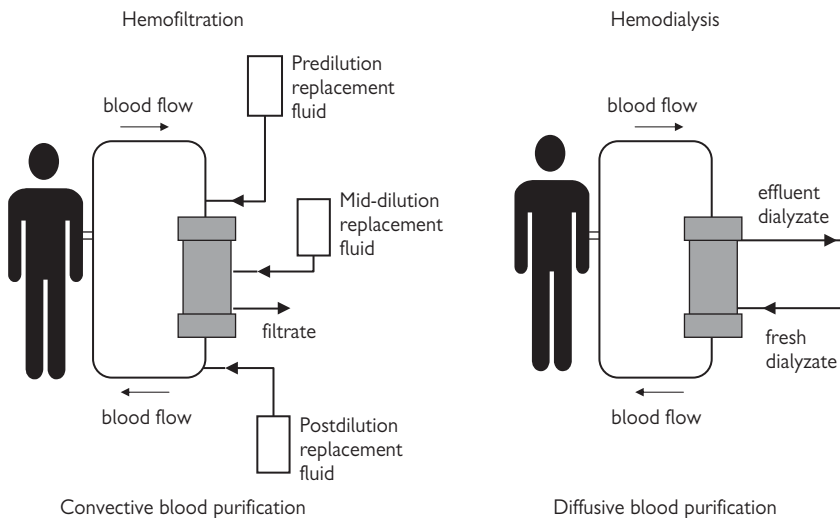 Hemofiltration
Predilution
replacement
fluid
blood flow
Mid-dilution
replacement
fluid
filtrate
blood flow
Postdilution
replacement
fluid
Convective blood purification
Hemodialysis
blood flow
effluent
dialyzate
fresh
dialyzate
blood flow
Diffusive blood purification